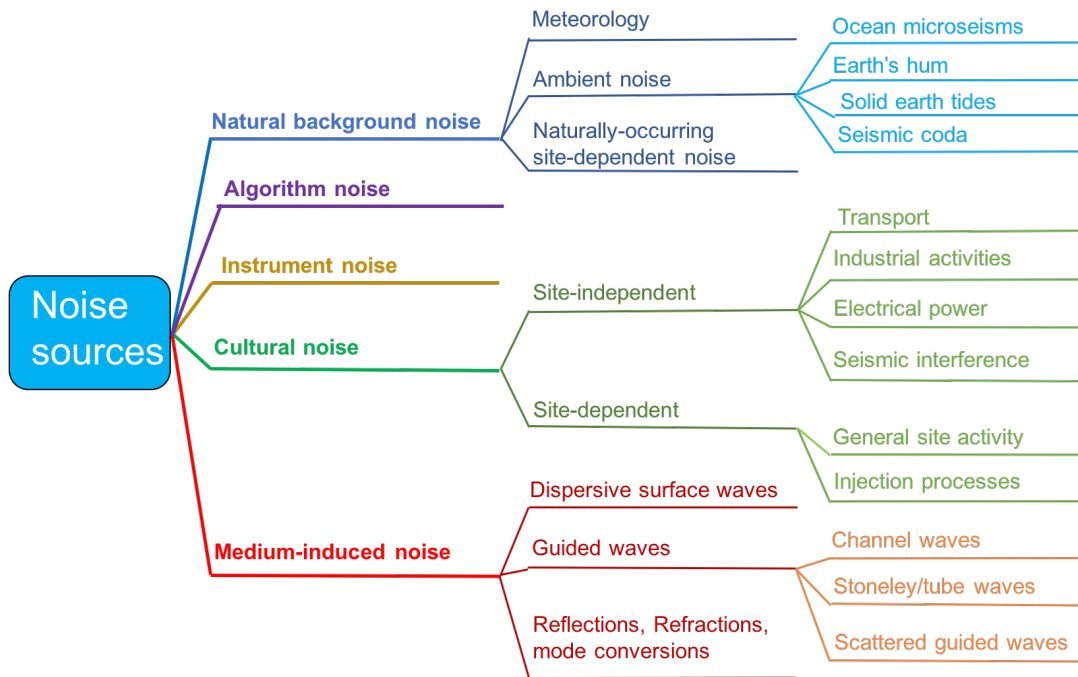 Noise
sources
Natural background noise
Meteorology
Ambient noise
Ocean microseisms
Earth's hum
Solid earth tides
Seismic coda
Naturally-occurring
site-dependent noise
Algorithm noise
Instrument noise
Cultural noise
Site-independent
Transport
Industrial activities
Electrical power
Seismic interference
Site-dependent
General site activity
Injection processes
Medium-induced noise
Dispersive surface waves
Guided waves
Channel waves
Stoneley/tube waves
Scattered guided waves
Reflections, Refractions,
mode conversions